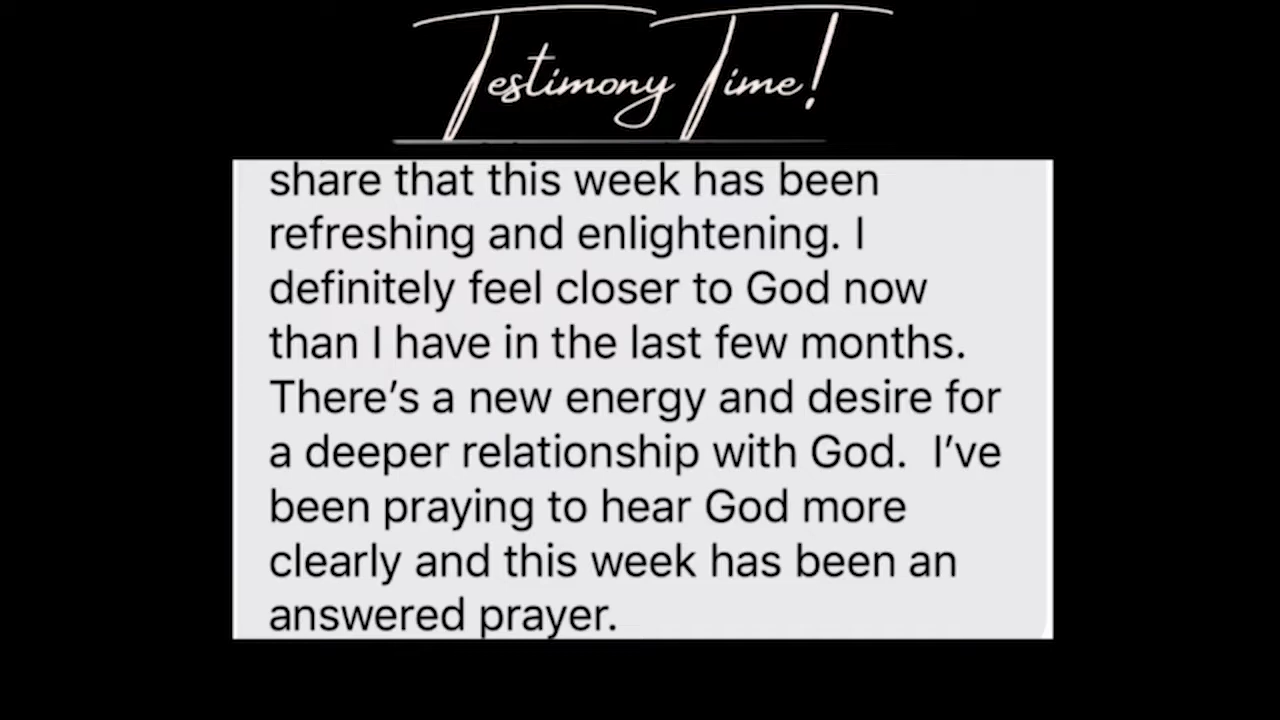 Testimony Time!
share that this week has been
refreshing and enlightening. I
definitely feel closer to God now
than I have in the last few months.
There’s a new energy and desire for
a deeper relationship with God.  I’ve
been praying to hear God more
clearly and this week has been an
answered prayer.